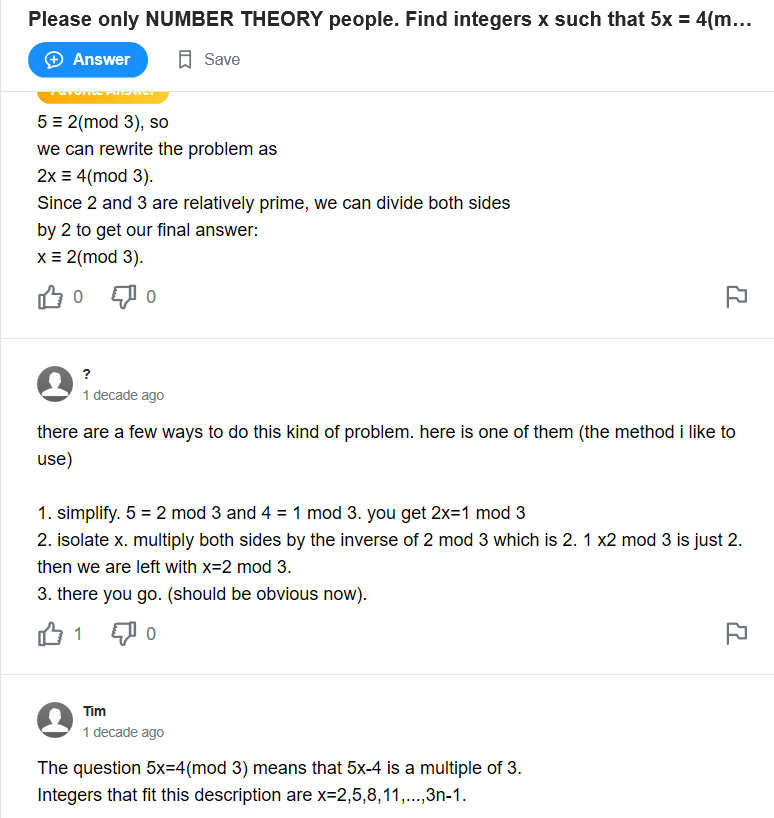 Please only NUMBER THEORY people. Find integers x such that 5x = 4(m...
Answer
Save
Favorite Answer
5 ≡ 2(mod 3), so
we can rewrite the problem as
2x ≡ 4(mod 3).
Since 2 and 3 are relatively prime, we can divide both sides
by 2 to get our final answer:
x ≡ 2(mod 3).
0 0
?
1 decade ago
there are a few ways to do this kind of problem. here is one of them (the method i like to
use)
1. simplify. 5 = 2 mod 3 and 4 = 1 mod 3. you get 2x=1 mod 3
2. isolate x. multiply both sides by the inverse of 2 mod 3 which is 2. 1 x2 mod 3 is just 2.
then we are left with x=2 mod 3.
3. there you go. (should be obvious now).
1 0
Tim
1 decade ago
The question 5x=4(mod 3) means that 5x-4 is a multiple of 3.
Integers that fit this description are x=2,5,8,11,...,3n-1.